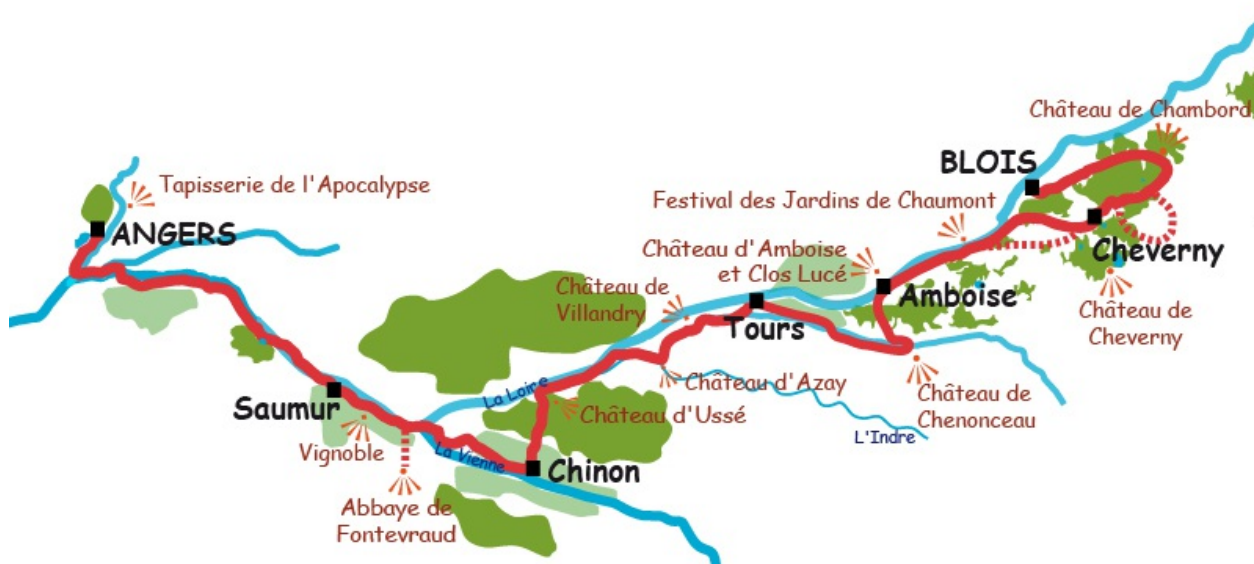 Château de Chambord
BLOIS
Tapisserie de l'Apocalypse
Festival des Jardins de Chaumont
ANGERS
Château d'Amboise
et Clos Lucé
Cheverny
Château de
Villandry
Amboise
Château de
Cheverny
Tours
La Loire
Château d'Azay
Château de
Chenonceau
Saumur
Château d'Ussé
L'Indre
Vignoble
La Vienne
Chinon
Abbaye de
Fontevraud